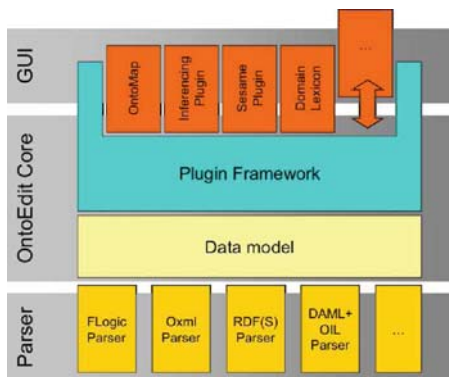 GUI
OntoMap
Inferencing
Plugin
Sesame
Plugin
Domain
Lexicon
...
OntoEdit Core
Plugin Framework
Data model
Parser
FLogic
Parser
Oxml
Parser
RDF(S)
Parser
DAML+
OIL
Parser
...